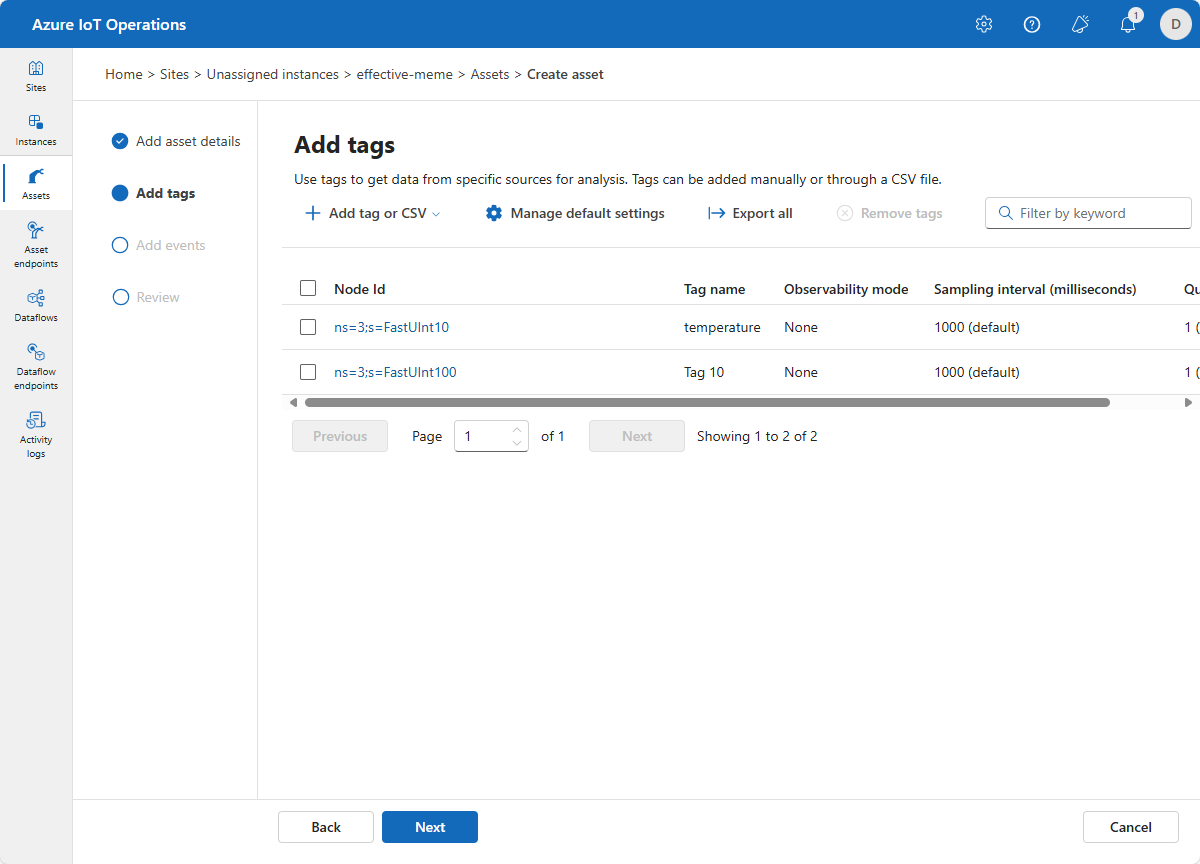 Azure IoT Operations
1
D
Sites
Instances
Assets
Asset
endpoints
Dataflows
Dataflow
endpoints
Activity
logs
Home > Sites > Unassigned instances > effective-meme > Assets > Create asset
Add asset details
Add tags
Add events
Review
Add tags
Use tags to get data from specific sources for analysis. Tags can be added manually or through a CSV file.
Add tag or CSV
Manage default settings
Export all
Remove tags
Filter by keyword
Node Id Tag name Observability mode Sampling interval (milliseconds) Qu
ns=3;s=FastUInt10 temperature None 1000 (default) 1 (
ns=3;s=FastUInt100 Tag 10 None 1000 (default) 1 (
Previous Page 1 of 1 Next Showing 1 to 2 of 2
Back Next Cancel